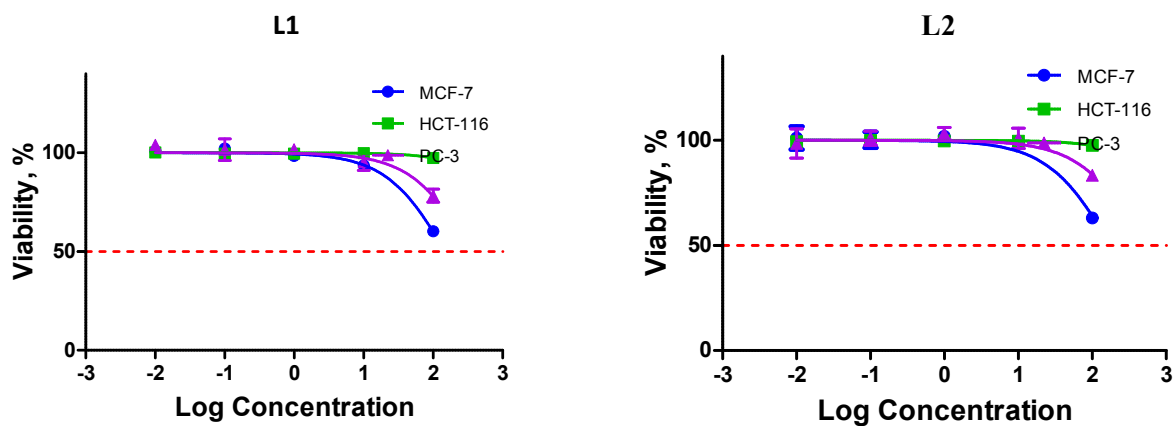 L1
MCF-7
HCT-116
PC-3
100
50
0
Viability, %
-3 -2 -1 0 1 2 3
Log Concentration
L2
MCF-7
HCT-116
PC-3
100
50
0
Viability, %
-3 -2 -1 0 1 2 3
Log Concentration